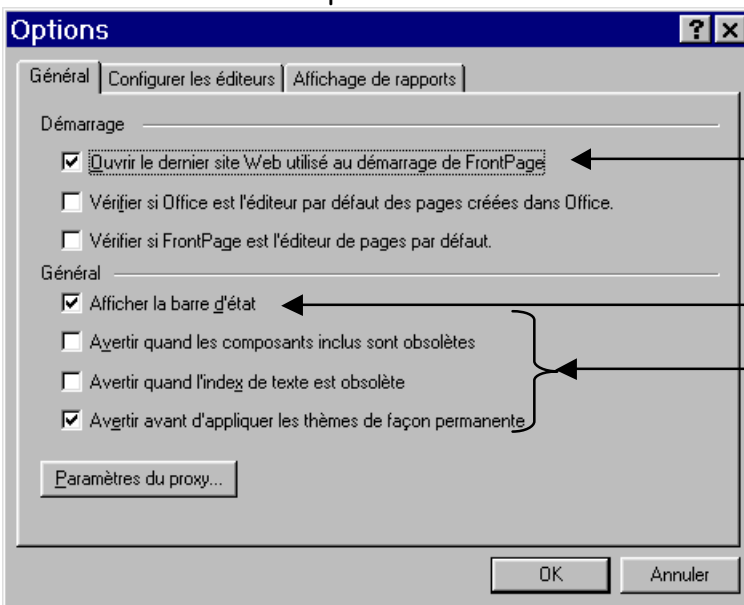 Options
Général Configurer les éditeurs Affichage de rapports
Démarrage
Ouvrir le dernier site Web utilisé au démarrage de FrontPage
Vérifier si Office est l'éditeur par défaut des pages créées dans Office.
Vérifier si FrontPage est l'éditeur de pages par défaut.
Général
Afficher la barre d'état
Avertir quand les composants inclus sont obsolètes
Avertir quand l'index de texte est obsolète
Avertir avant d'appliquer les thèmes de façon permanente
Paramètres du proxy...
OK Annuler